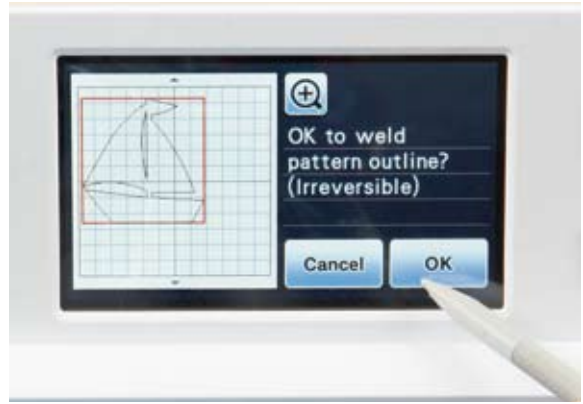 OK to weld
pattern outline?
(Irreversible)
Cancel
OK